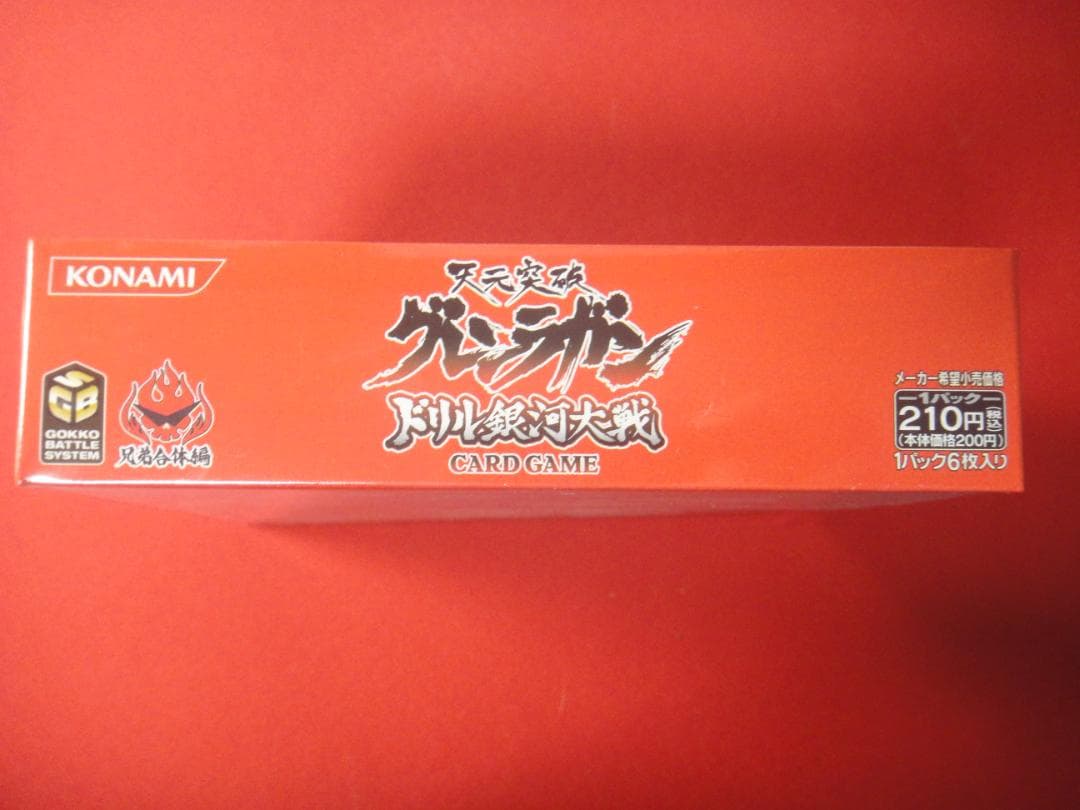 KONAMI
天元突破
グレンラガン
ドリル銀河大戦
CARD GAME
SGB
GOKKO
BATTLE
SYSTEM
兄弟合体編
メーカー希望小売価格
1パック
210円(税込)
(本体価格200円)
1パック6枚入り